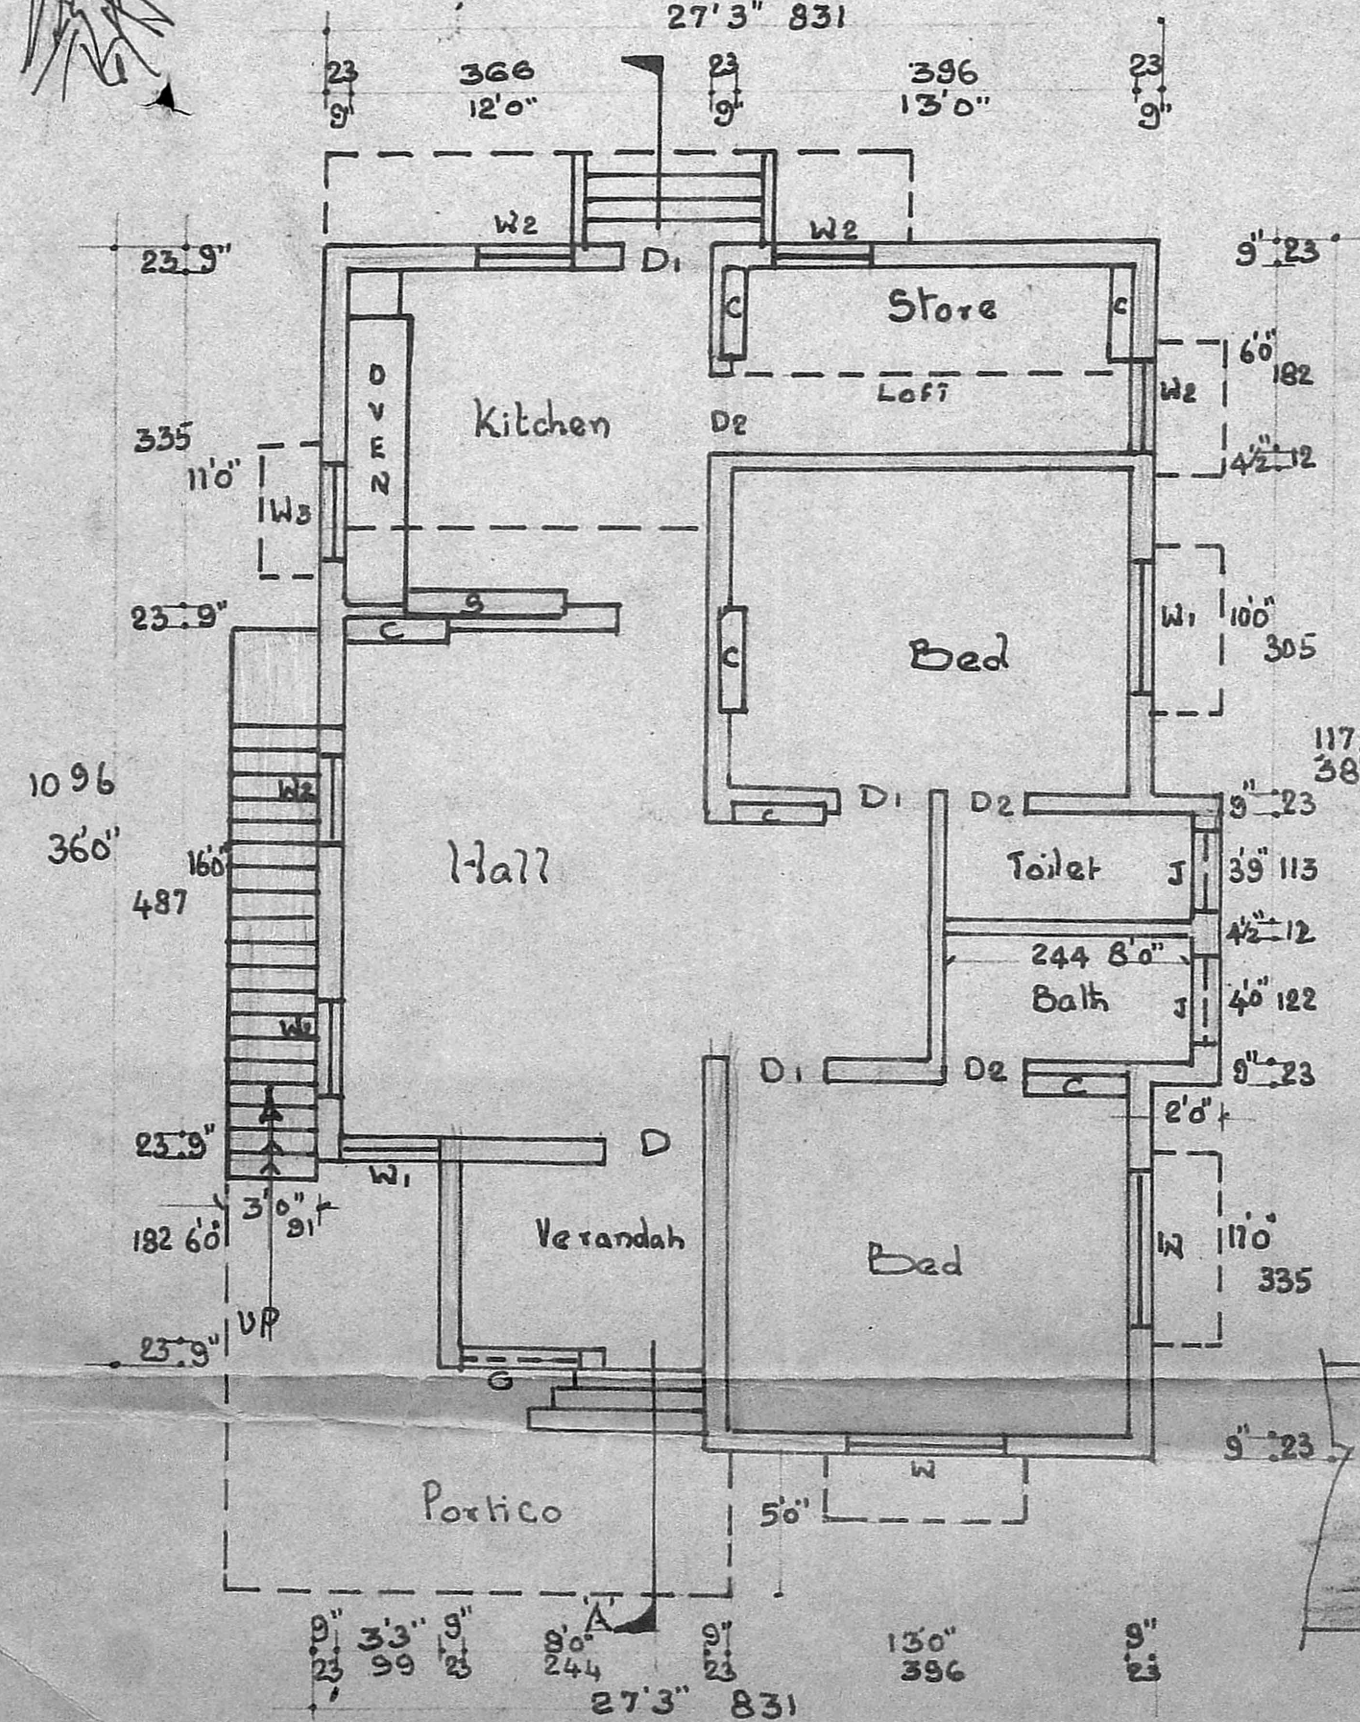 27'3" 831
23 366 23 396 23
9" 12'0" 9" 13'0" 9"
W2 W2
23 9" D1 9" 23
C Store C
6'0"
182
O
V
E
N
Loft W2
Kitchen D2
335
11'0" 4½" 12
W3
S W1 10'0"
23 9"
C C Bed 305
117
38
1096 W2 D1 D2 9" 23
C
36'0" 16'0" Hall Toilet J 3'9" 113
487
4½" 12
244 8'0"
Bath J 4'0" 122
D1 D2 9" 23
C
2'0"
23 9" D
W1
3'0"
91
182 6'0" Verandah Bed W 11'0"
335
UP
23 9"
G
9" 23
W
Portico 5'0"
'A'
9" 3'3" 9" 8'0" 9" 13'0" 9"
23 99 23 244 23 396 23
27'3" 831